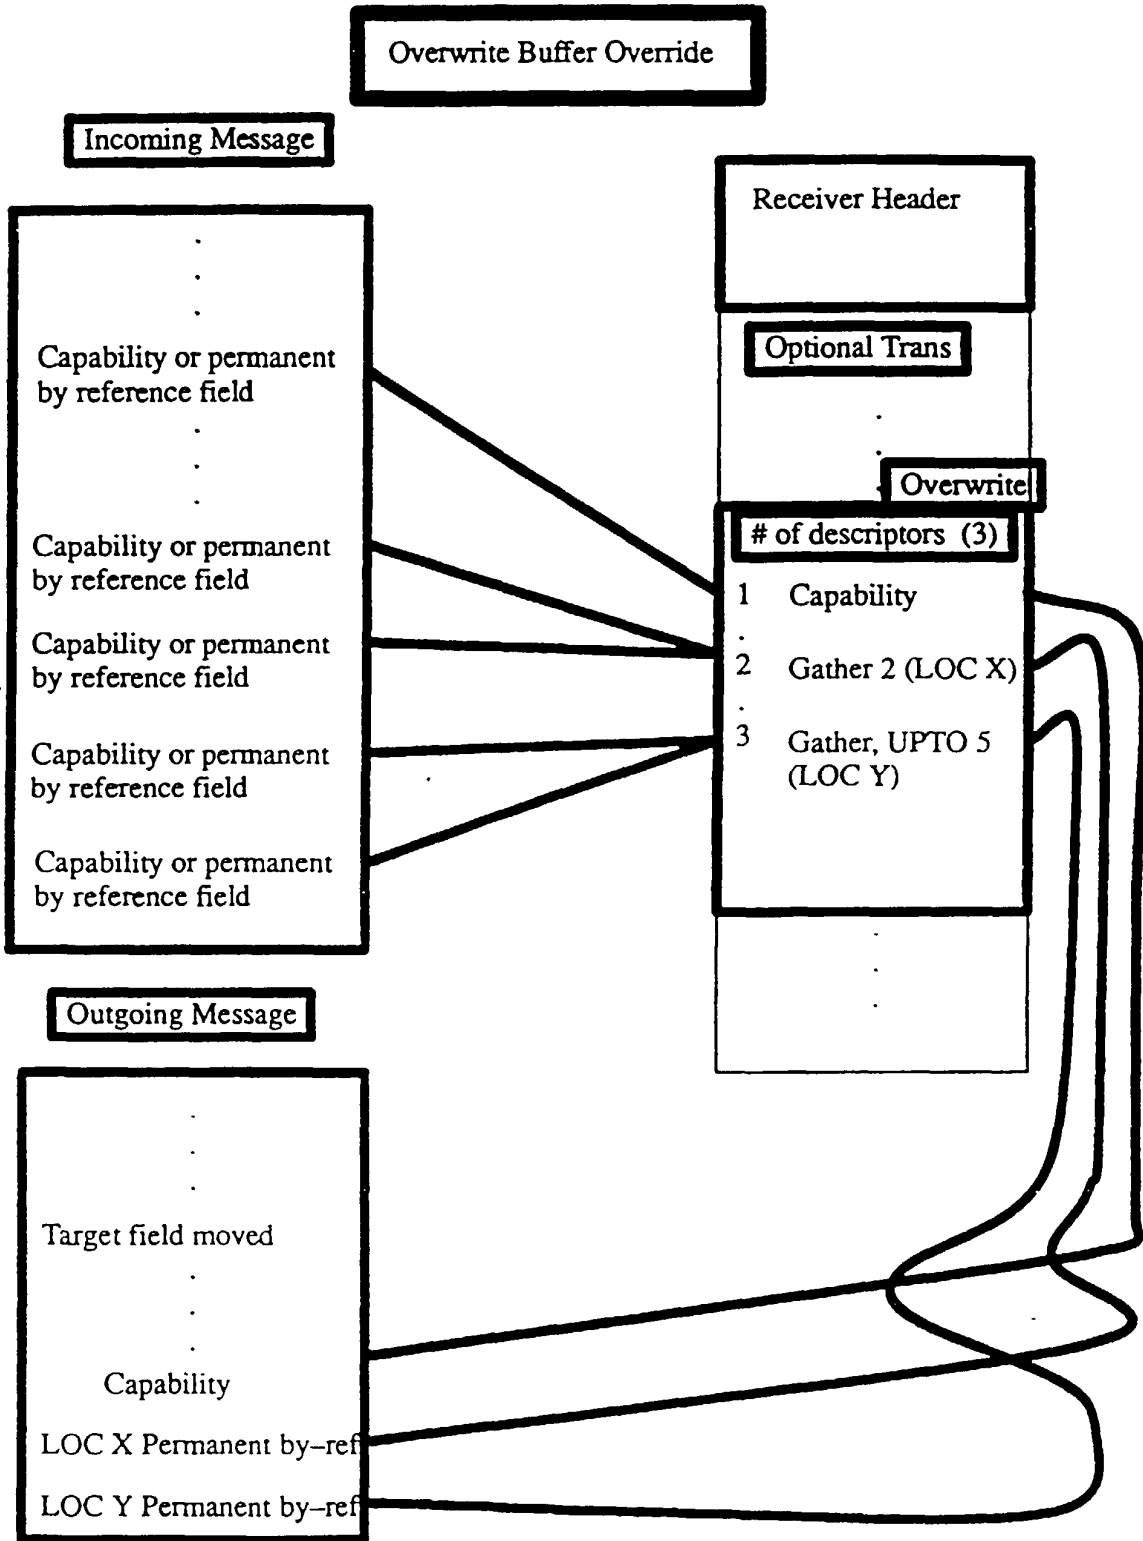 Overwrite Buffer Override
Incoming Message
Capability or permanent
by reference field
Capability or permanent
by reference field
Capability or permanent
by reference field
Capability or permanent
by reference field
Capability or permanent
by reference field
Receiver Header
Optional Trans
Overwrite
# of descriptors (3)
1 Capability
2 Gather 2 (LOC X)
3 Gather, UPTO 5
(LOC Y)
Outgoing Message
Target field moved
Capability
LOC X Permanent by-ref
LOC Y Permanent by-ref